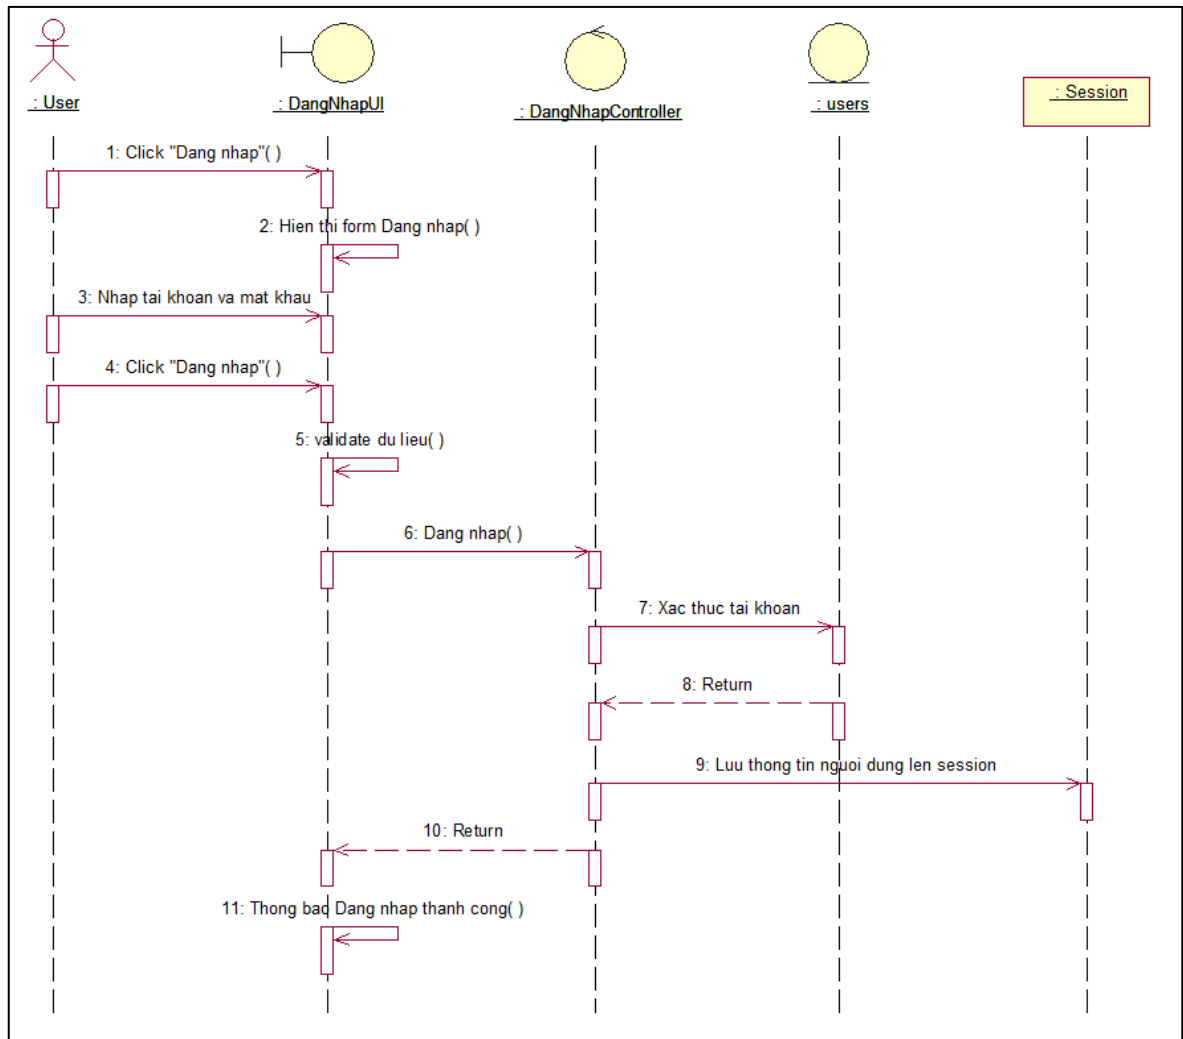 : User
: DangNhapUI
: DangNhapController
: users
: Session
1: Click "Dang nhap"( )
2: Hien thi form Dang nhap( )
3: Nhap tai khoan va mat khau
4: Click "Dang nhap"( )
5: validate du lieu( )
6: Dang nhap( )
7: Xac thuc tai khoan
8: Return
9: Luu thong tin nguoi dung len session
10: Return
11: Thong bao Dang nhap thanh cong( )